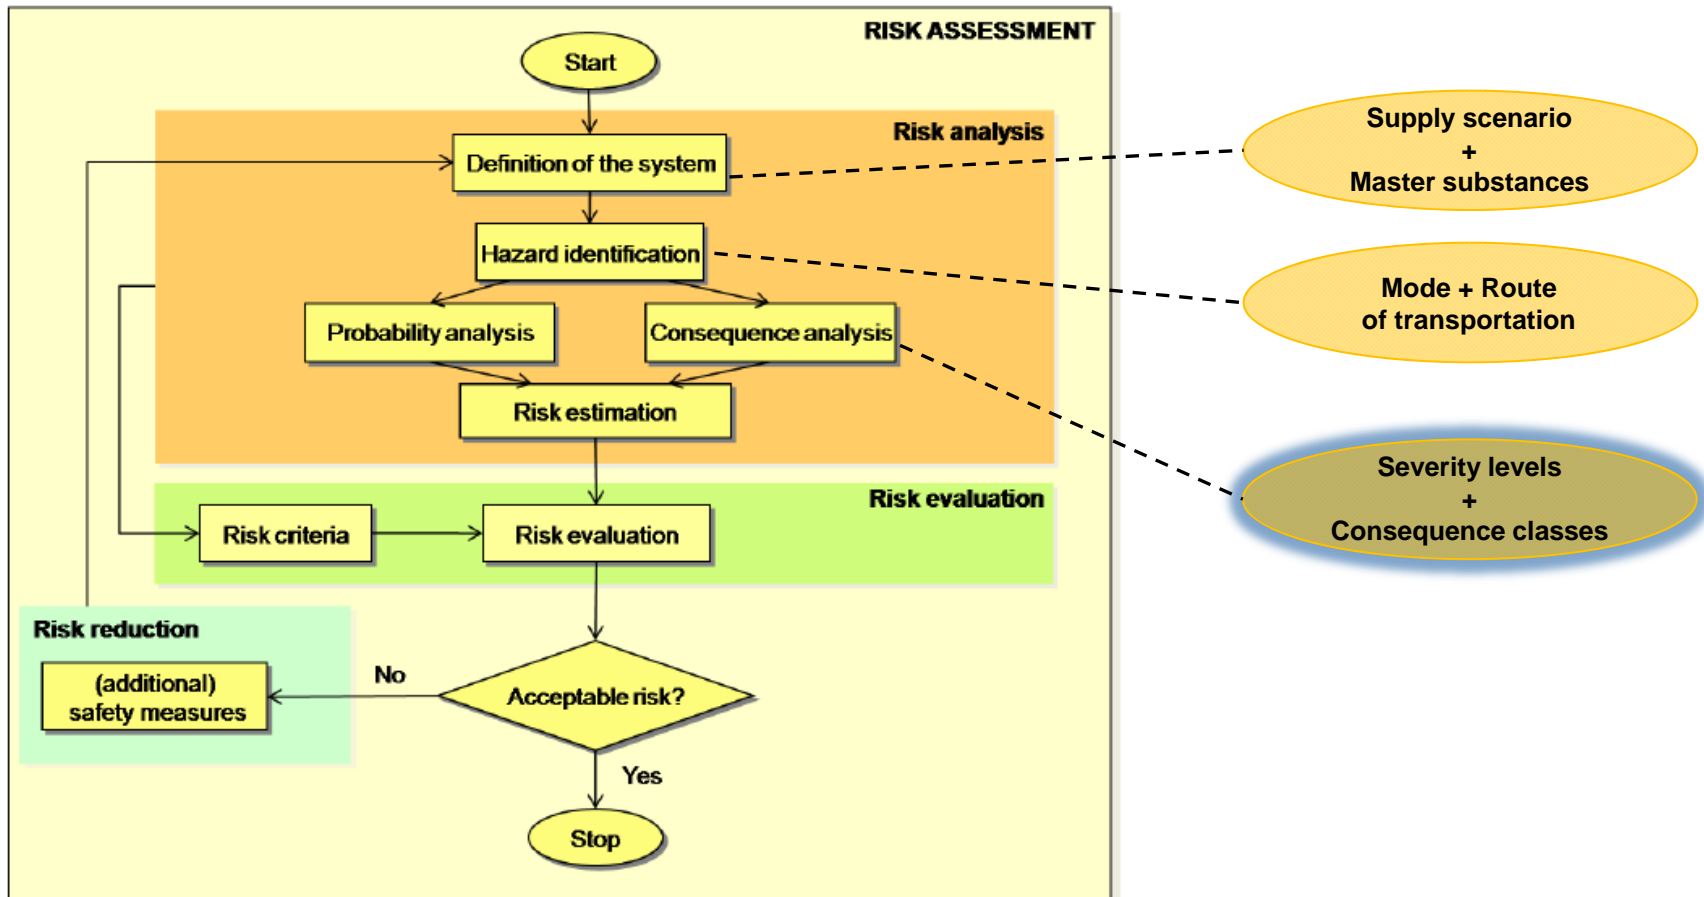 RISK ASSESSMENT
Start
Risk analysis
Definition of the system
Hazard identification
Probability analysis
Consequence analysis
Risk estimation
Risk evaluation
Risk criteria
Risk evaluation
Risk reduction
(additional)
safety measures
No
Acceptable risk?
Yes
Stop
Supply scenario
+
Master substances
Mode + Route
of transportation
Severity levels
+
Consequence classes